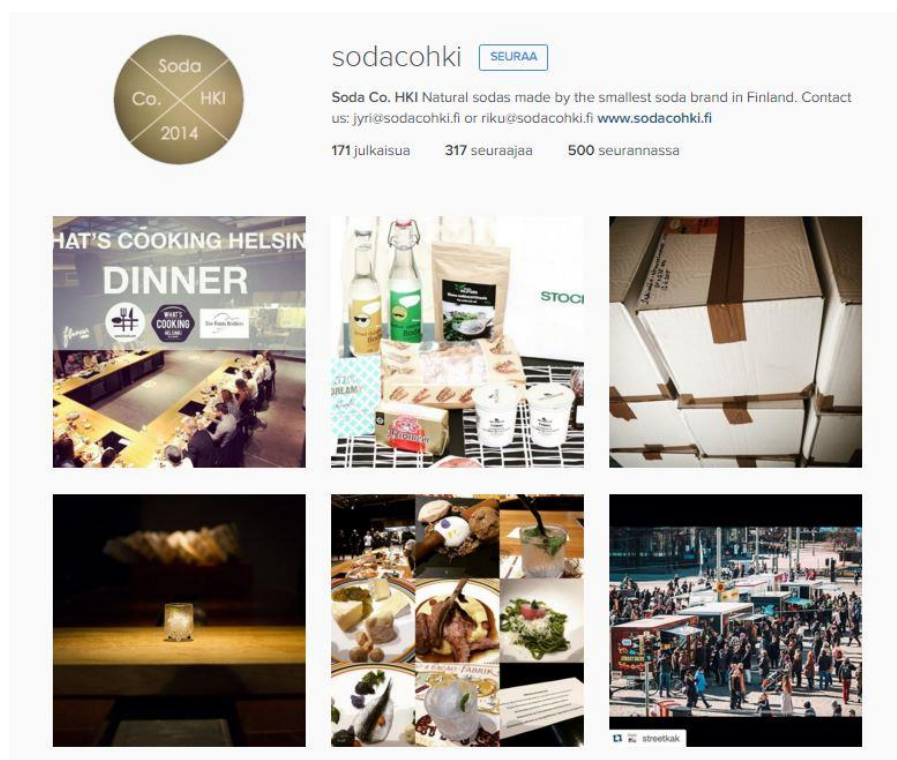 Soda
Co. HKI
2014
sodacohki SEURAA
Soda Co. HKI Natural sodas made by the smallest soda brand in Finland. Contact
us: jyri@sodacohki.fi or riku@sodacohki.fi www.sodacohki.fi
171 julkaisua 317 seuraajaa 500 seurannassa
HAT'S COOKING HELSIN
DINNER
WHAT'S
COOKING
HELSINKI
STOCK
streetkak